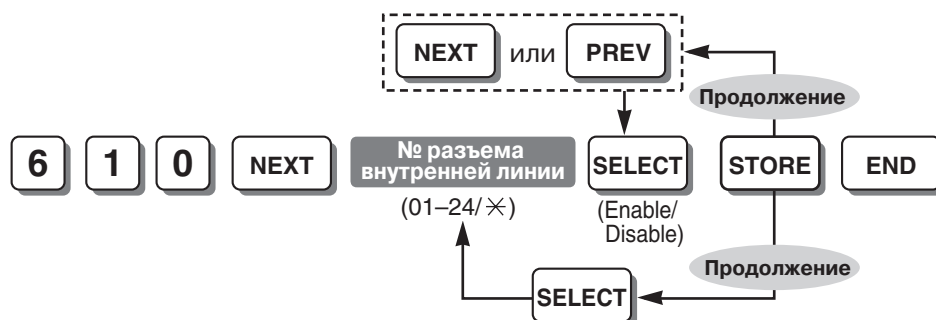 NEXT или PREV
Продолжение
6 1 0 NEXT № разъема внутренней линии SELECT STORE END
(01–24/✳)
(Enable/
Disable)
Продолжение
SELECT